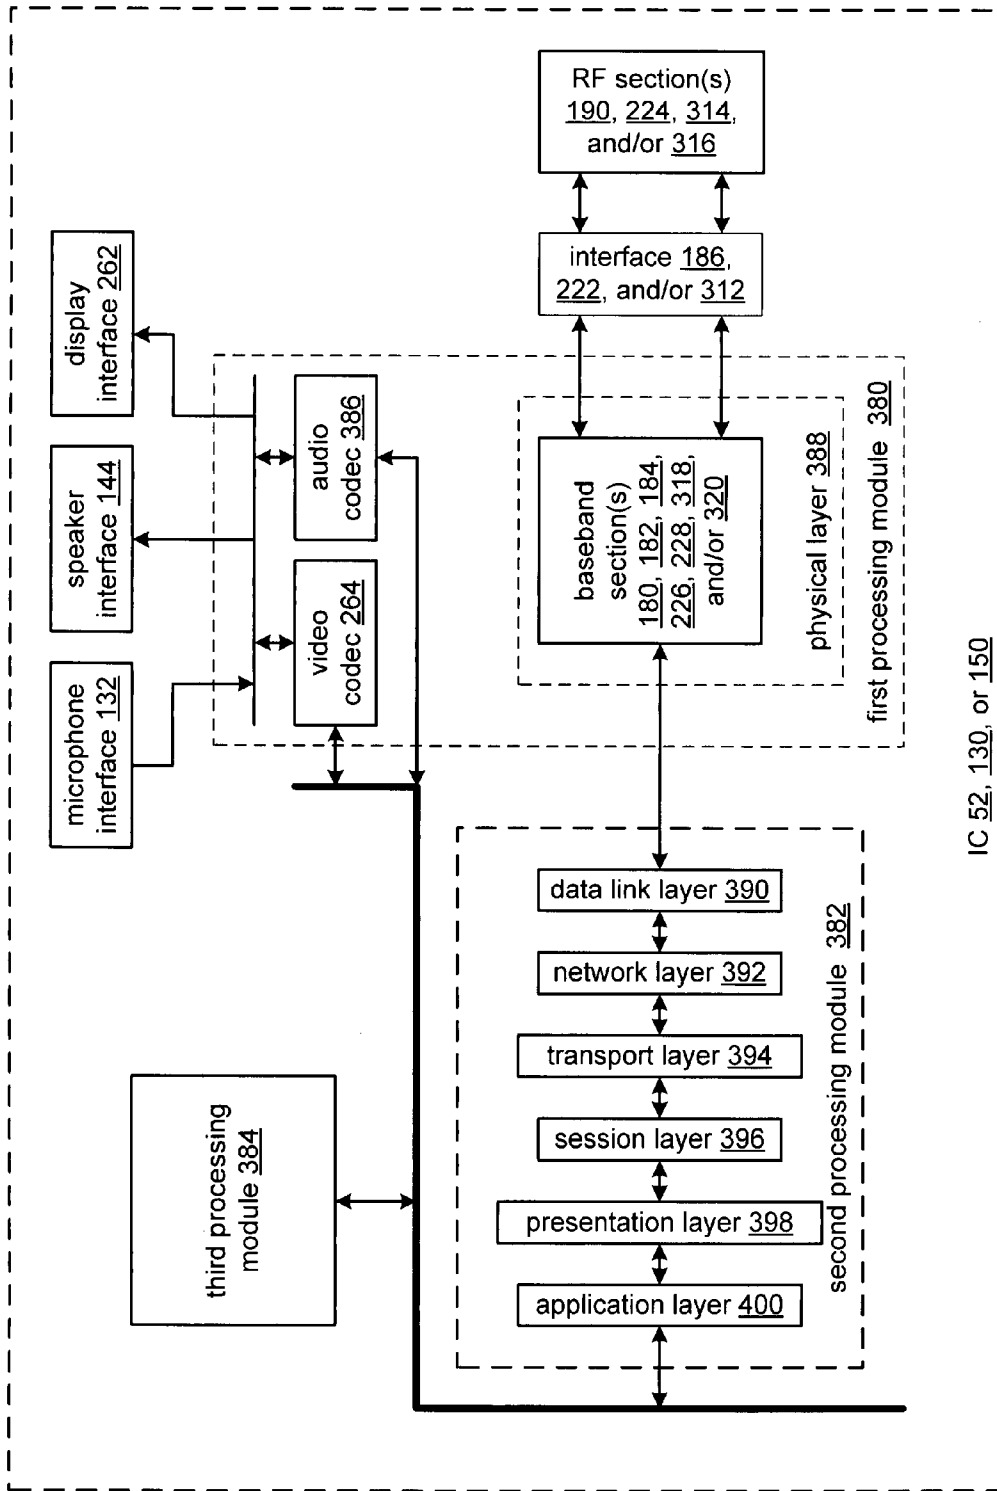 microphone
interface 132
speaker
interface 144
display
interface 262
video
codec 264
audio
codec 386
third processing
module 384
RF section(s)
190, 224, 314,
and/or 316
interface 186,
222, and/or 312
baseband
section(s)
180, 182, 184,
226, 228, 318,
and/or 320
physical layer 388
first processing module 380
data link layer 390
network layer 392
transport layer 394
session layer 396
presentation layer 398
application layer 400
second processing module 382
IC 52, 130, or 150